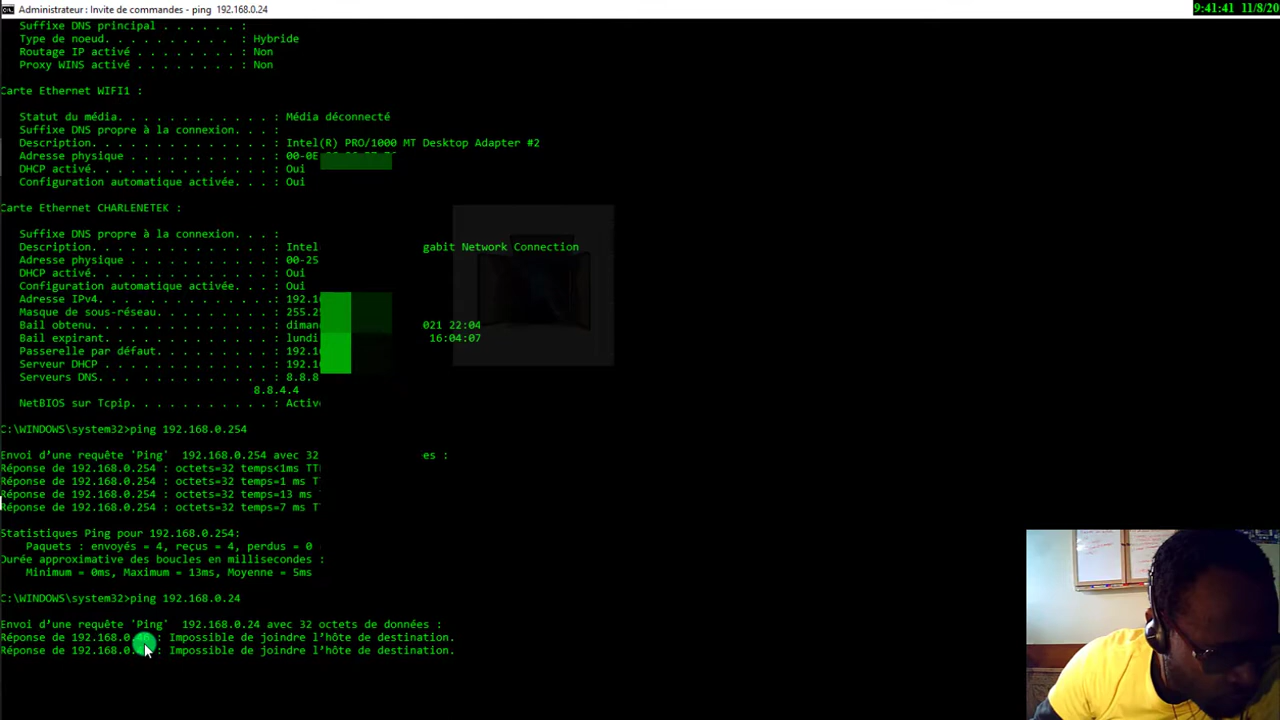 Administrateur : Invite de commandes - ping 192.168.0.24
9:41:41 11/8/20
Suffixe DNS principal . . . . . . :
Type de noeud. . . . . . . . . . : Hybride
Routage IP activé . . . . . . . . : Non
Proxy WINS activé . . . . . . . . : Non
Carte Ethernet WIFI1 :
Statut du média. . . . . . . . . . . . : Média déconnecté
Suffixe DNS propre à la connexion. . . :
Description. . . . . . . . . . . . . . : Intel(R) PRO/1000 MT Desktop Adapter #2
Adresse physique . . . . . . . . . . . : 00-0E
DHCP activé. . . . . . . . . . . . . . : Oui
Configuration automatique activée. . . : Oui
Carte Ethernet CHARLENETEK :
Suffixe DNS propre à la connexion. . . :
Description. . . . . . . . . . . . . . : Intel gabit Network Connection
Adresse physique . . . . . . . . . . . : 00-25
DHCP activé. . . . . . . . . . . . . . : Oui
Configuration automatique activée. . . : Oui
Adresse IPv4. . . . . . . . . . . . . .: 192.1
Masque de sous-réseau. . . . . . . . . : 255.2
Bail obtenu. . . . . . . . . . . . . . : diman 021 22:04
Bail expirant. . . . . . . . . . . . . : lundi 16:04:07
Passerelle par défaut. . . . . . . . . : 192.1
Serveur DHCP . . . . . . . . . . . . . : 192.1
Serveurs DNS. . . . . . . . . . . . . : 8.8.8
8.8.4.4
NetBIOS sur Tcpip. . . . . . . . . . . : Activ
C:\WINDOWS\system32>ping 192.168.0.254
Envoi d’une requête 'Ping'  192.168.0.254 avec 32 es :
Réponse de 192.168.0.254 : octets=32 temps<1ms TT
Réponse de 192.168.0.254 : octets=32 temps=1 ms T
Réponse de 192.168.0.254 : octets=32 temps=13 ms
Réponse de 192.168.0.254 : octets=32 temps=7 ms T
Statistiques Ping pour 192.168.0.254:
Paquets : envoyés = 4, reçus = 4, perdus = 0
Durée approximative des boucles en millisecondes :
Minimum = 0ms, Maximum = 13ms, Moyenne = 5ms
C:\WINDOWS\system32>ping 192.168.0.24
Envoi d’une requête 'Ping'  192.168.0.24 avec 32 octets de données :
Réponse de 192.168.0. : Impossible de joindre l’hôte de destination.
Réponse de 192.168.0. : Impossible de joindre l’hôte de destination.